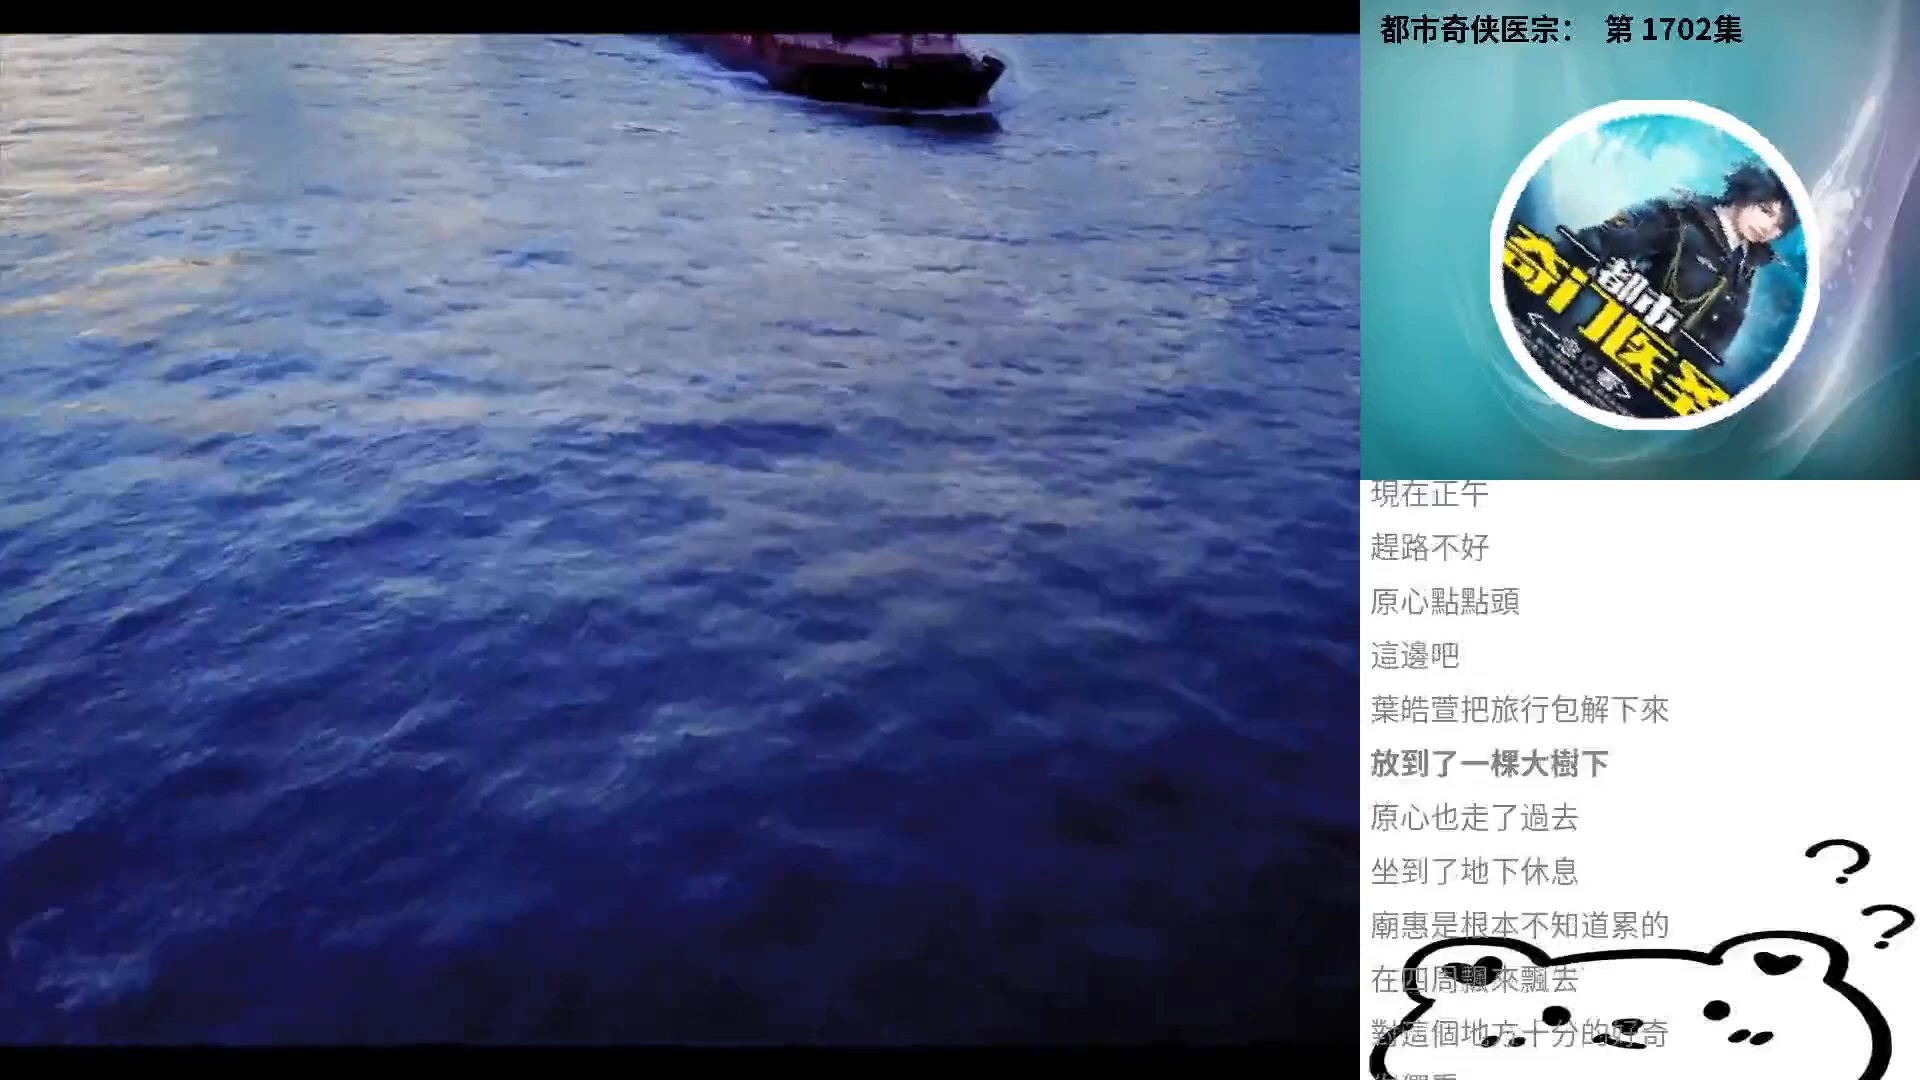 都市奇侠医宗： 第 1702集
都市
奇门医圣
現在正午
趕路不好
原心點點頭
這邊吧
葉皓萱把旅行包解下來
放到了一棵大樹下
原心也走了過去
坐到了地下休息
廟惠是根本不知道累的
在四周飄來飄去
對這個地方十分的好奇
? ?